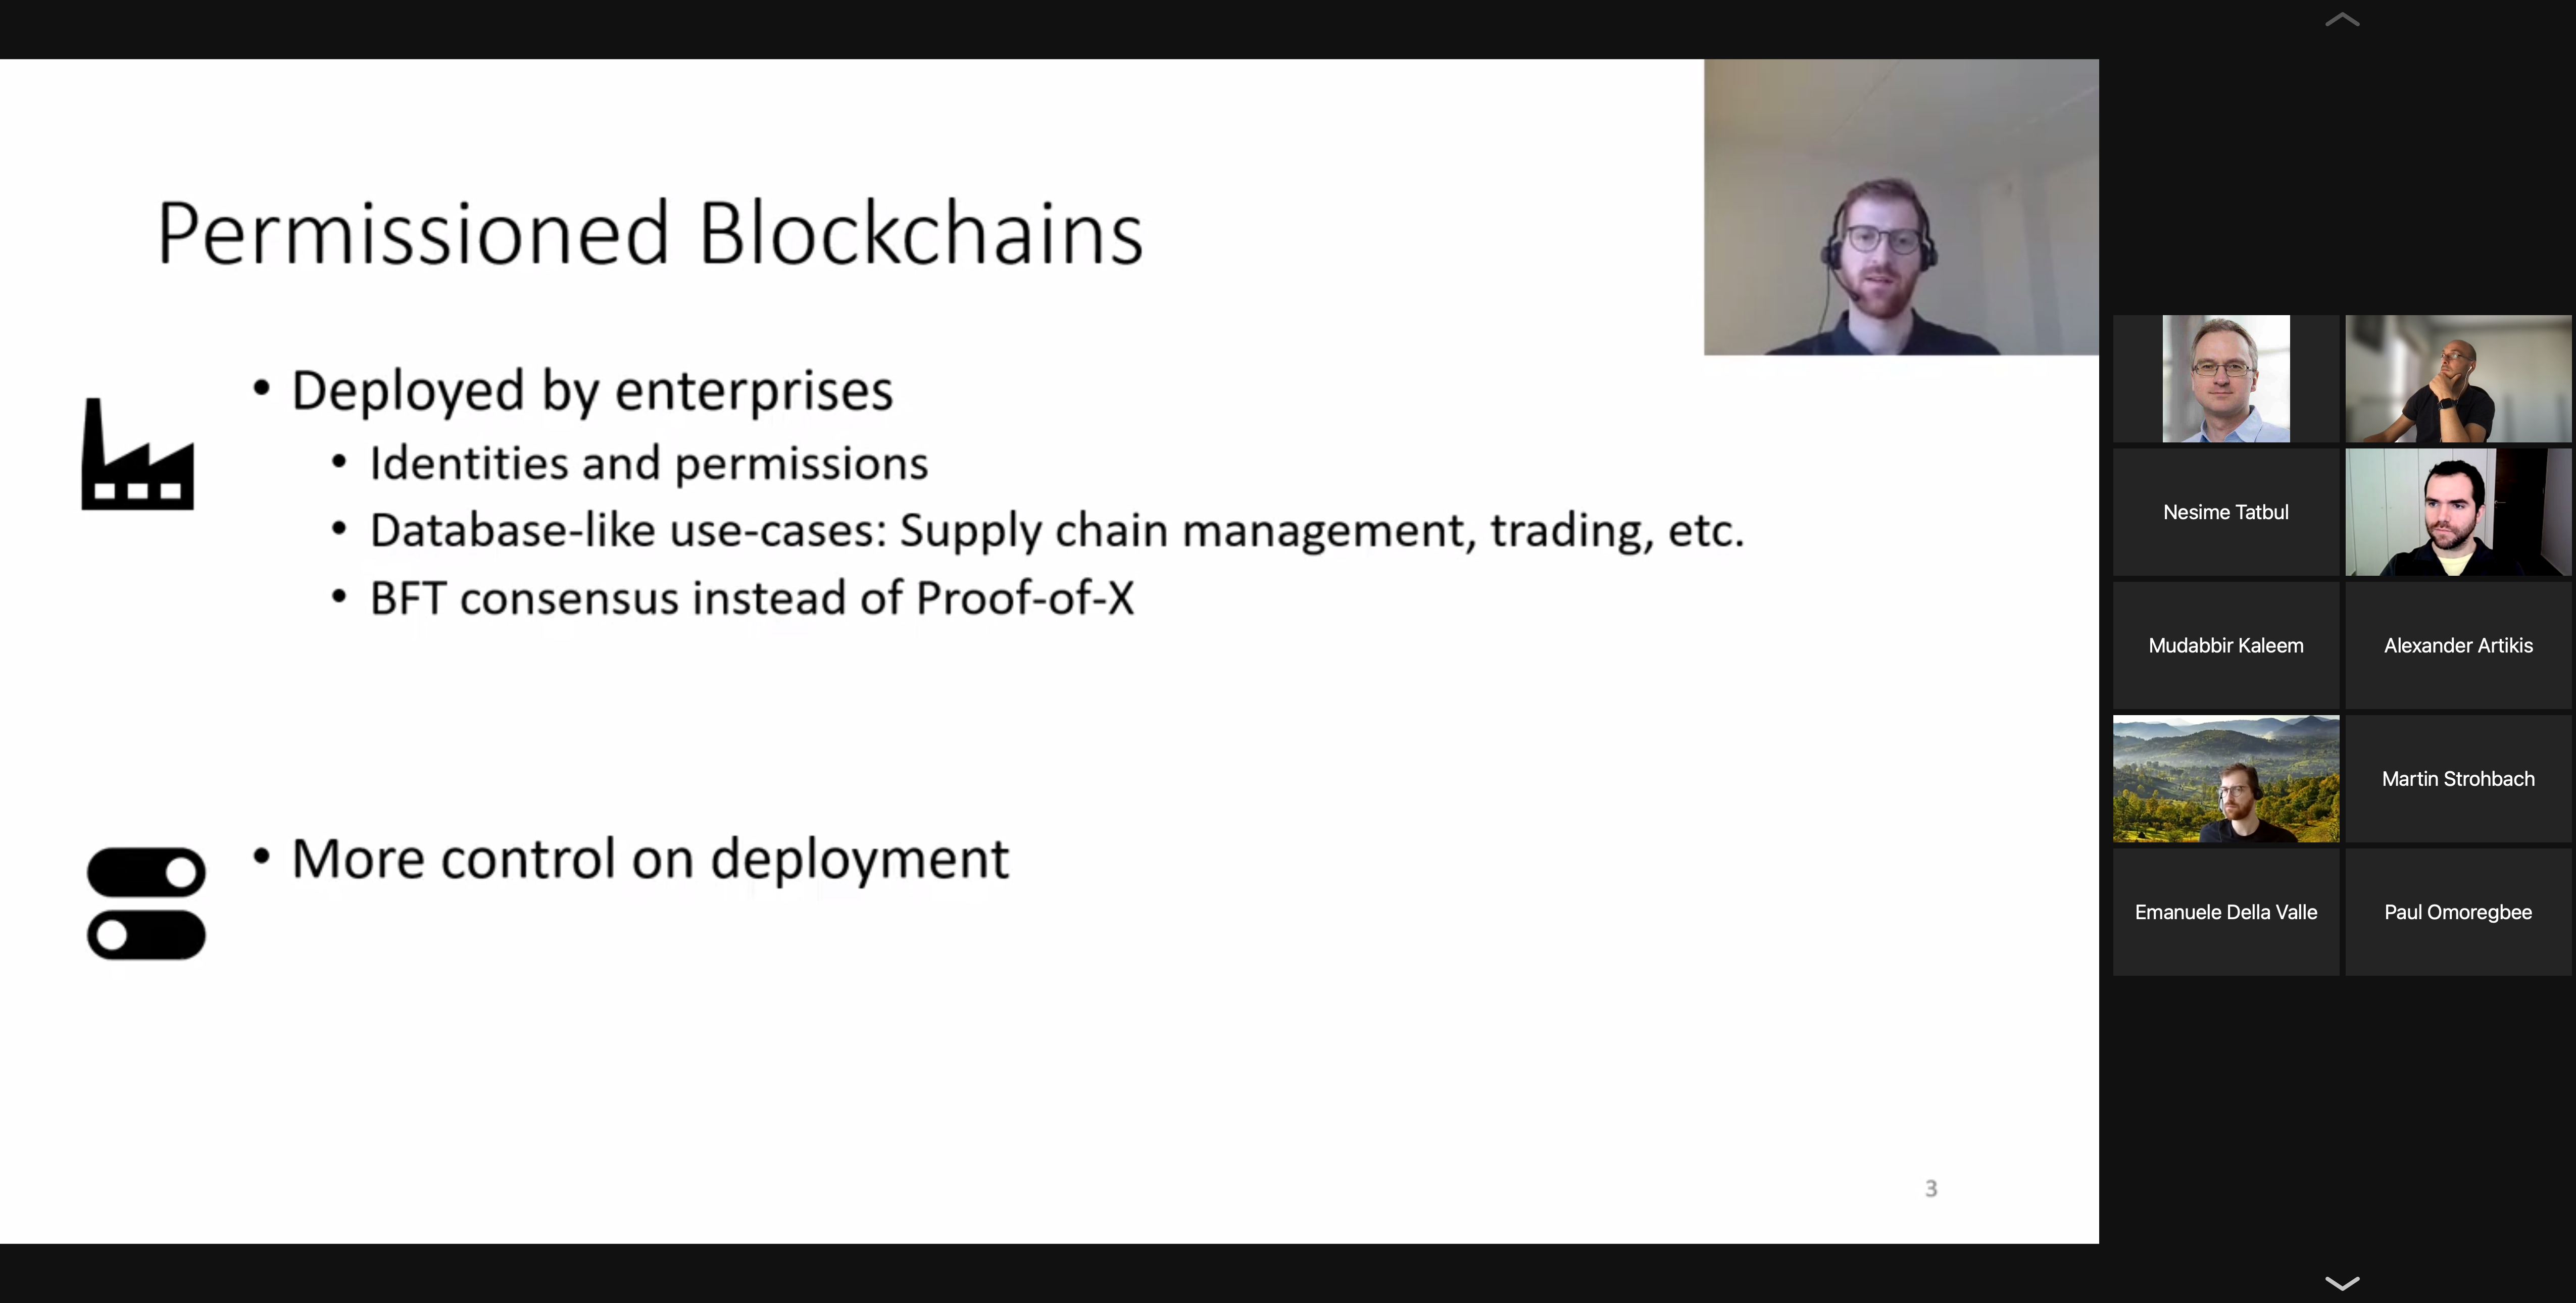 Permissioned Blockchains
• Deployed by enterprises
• Identities and permissions
• Database-like use-cases: Supply chain management, trading, etc.
• BFT consensus instead of Proof-of-X
• More control on deployment
3
Nesime Tatbul
Mudabbir Kaleem
Alexander Artikis
Martin Strohbach
Emanuele Della Valle
Paul Omoregbee